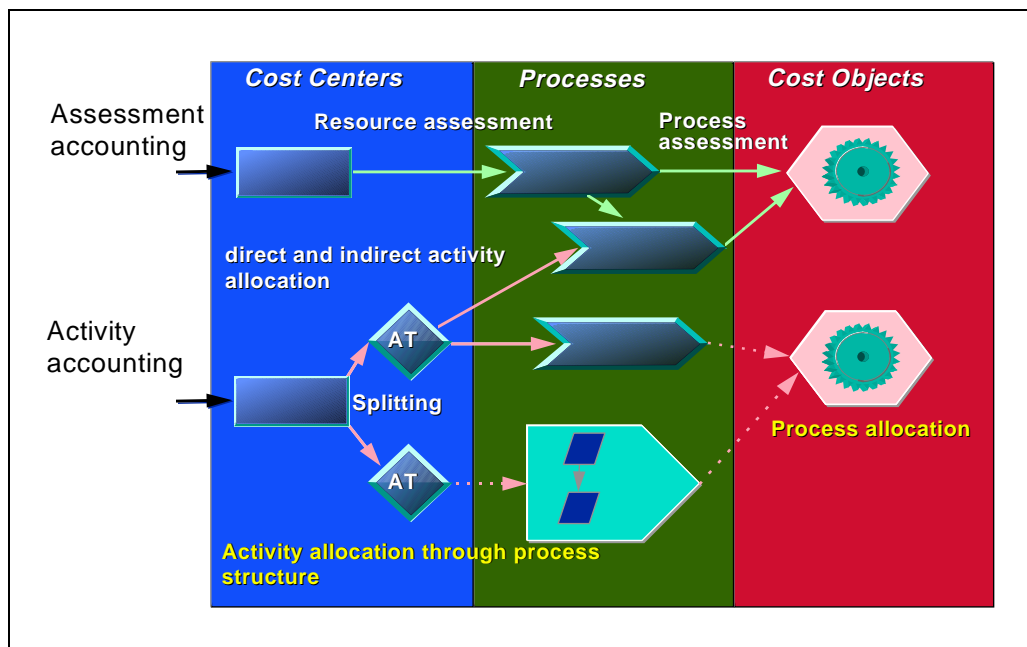 Cost Centers
Processes
Cost Objects
Assessment
accounting
Resource assessment
Process
assessment
direct and indirect activity
allocation
Activity
accounting
AT
Splitting
AT
Process allocation
Activity allocation through process
structure